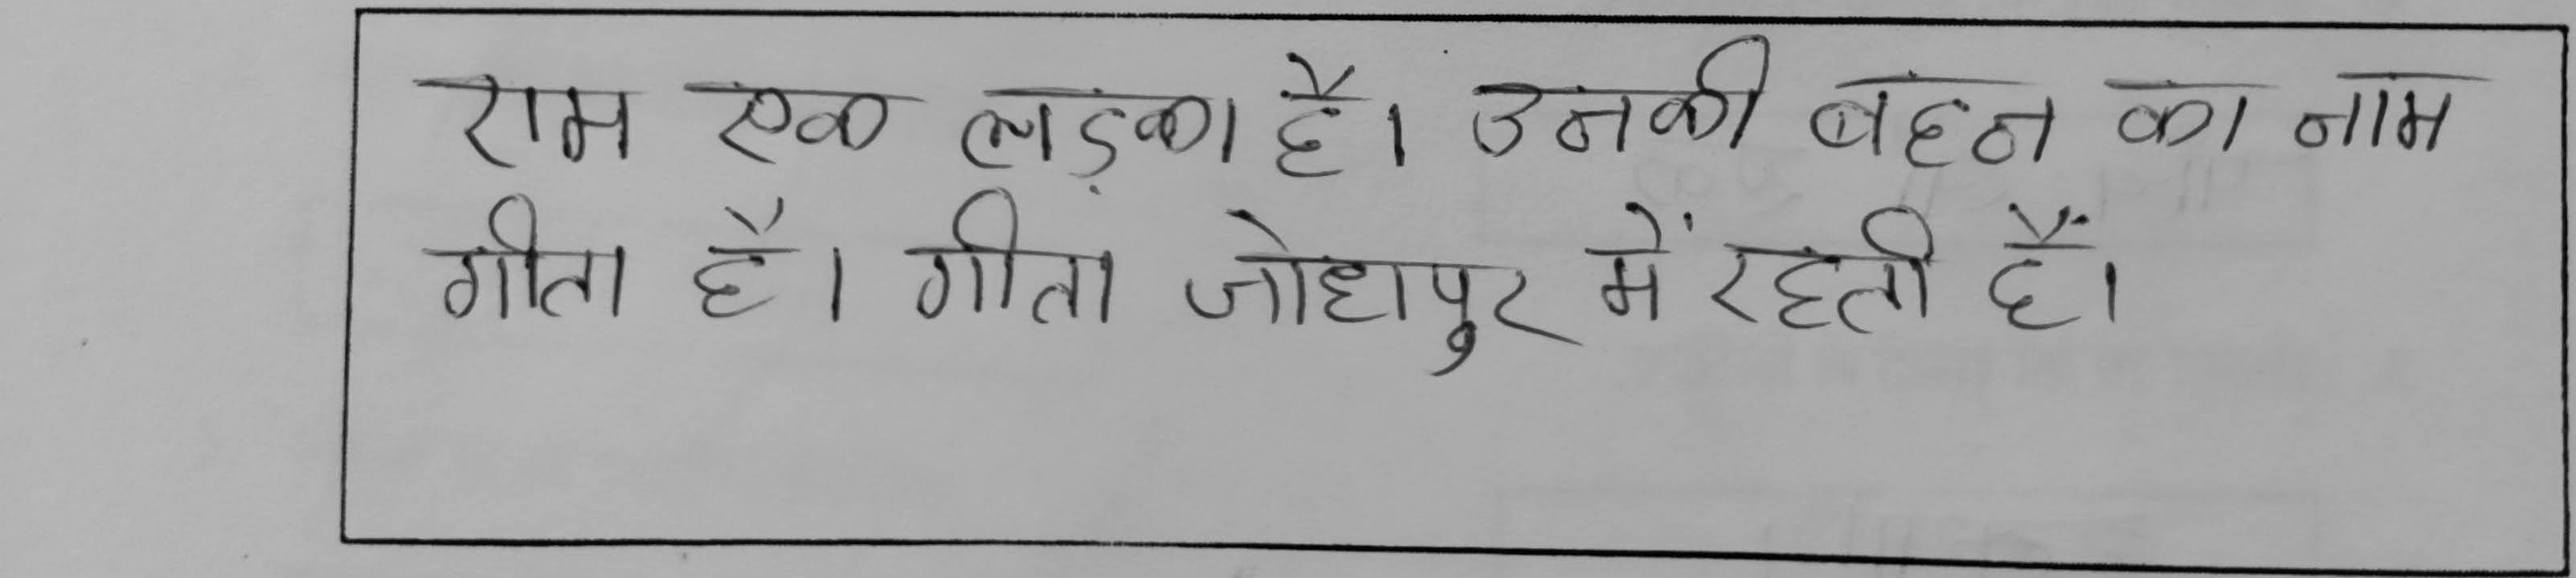 राम एक लड़का है। उनकी बहन का नाम
गीता है। गीता जोधापुर में रहती हैं।